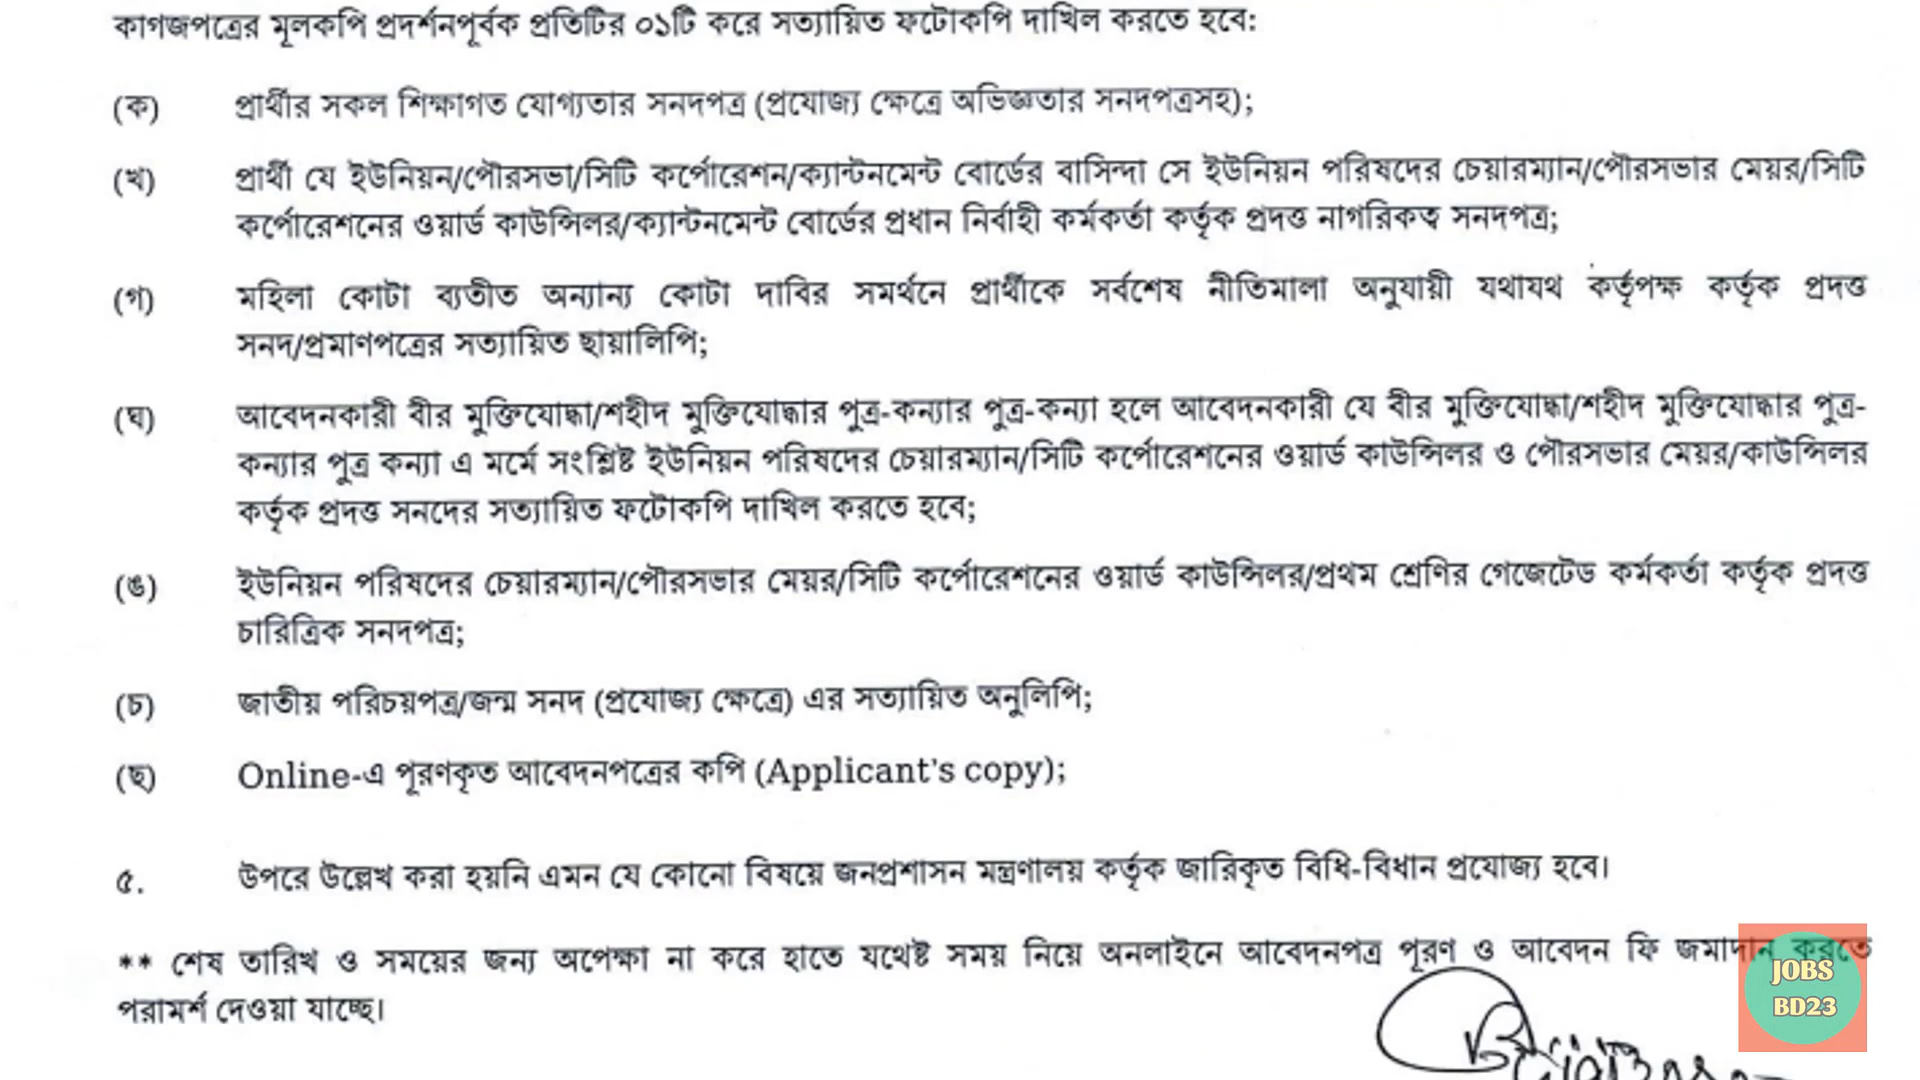 কাগজপত্রের মূলকপি প্রদর্শনপূর্বক প্রতিটির ০১টি করে সত্যায়িত ফটোকপি দাখিল করতে হবে:
(ক) প্রার্থীর সকল শিক্ষাগত যোগ্যতার সনদপত্র (প্রযোজ্য ক্ষেত্রে অভিজ্ঞতার সনদপত্রসহ);
(খ) প্রার্থী যে ইউনিয়ন/পৌরসভা/সিটি কর্পোরেশন/ক্যান্টনমেন্ট বোর্ডের বাসিন্দা সে ইউনিয়ন পরিষদের চেয়ারম্যান/পৌরসভার মেয়র/সিটি
কর্পোরেশনের ওয়ার্ড কাউন্সিলর/ক্যান্টনমেন্ট বোর্ডের প্রধান নির্বাহী কর্মকর্তা কর্তৃক প্রদত্ত নাগরিকত্ব সনদপত্র;
(গ) মহিলা কোটা ব্যতীত অন্যান্য কোটা দাবির সমর্থনে প্রার্থীকে সর্বশেষ নীতিমালা অনুযায়ী যথাযথ কর্তৃপক্ষ কর্তৃক প্রদত্ত
সনদ/প্রমাণপত্রের সত্যায়িত ছায়ালিপি;
(ঘ) আবেদনকারী বীর মুক্তিযোদ্ধা/শহীদ মুক্তিযোদ্ধার পুত্র-কন্যার পুত্র-কন্যা হলে আবেদনকারী যে বীর মুক্তিযোদ্ধা/শহীদ মুক্তিযোদ্ধার পুত্র-
কন্যার পুত্র কন্যা এ মর্মে সংশ্লিষ্ট ইউনিয়ন পরিষদের চেয়ারম্যান/সিটি কর্পোরেশনের ওয়ার্ড কাউন্সিলর ও পৌরসভার মেয়র/কাউন্সিলর
কর্তৃক প্রদত্ত সনদের সত্যায়িত ফটোকপি দাখিল করতে হবে;
(ঙ) ইউনিয়ন পরিষদের চেয়ারম্যান/পৌরসভার মেয়র/সিটি কর্পোরেশনের ওয়ার্ড কাউন্সিলর/প্রথম শ্রেণির গেজেটেড কর্মকর্তা কর্তৃক প্রদত্ত
চারিত্রিক সনদপত্র;
(চ) জাতীয় পরিচয়পত্র/জন্ম সনদ (প্রযোজ্য ক্ষেত্রে) এর সত্যায়িত অনুলিপি;
(ছ) Online-এ পূরণকৃত আবেদনপত্রের কপি (Applicant's copy);
৫. উপরে উল্লেখ করা হয়নি এমন যে কোনো বিষয়ে জনপ্রশাসন মন্ত্রণালয় কর্তৃক জারিকৃত বিধি-বিধান প্রযোজ্য হবে।
** শেষ তারিখ ও সময়ের জন্য অপেক্ষা না করে হাতে যথেষ্ট সময় নিয়ে অনলাইনে আবেদনপত্র পূরণ ও আবেদন ফি জমাদান করতে
পরামর্শ দেওয়া যাচ্ছে।
JOBS
BD23